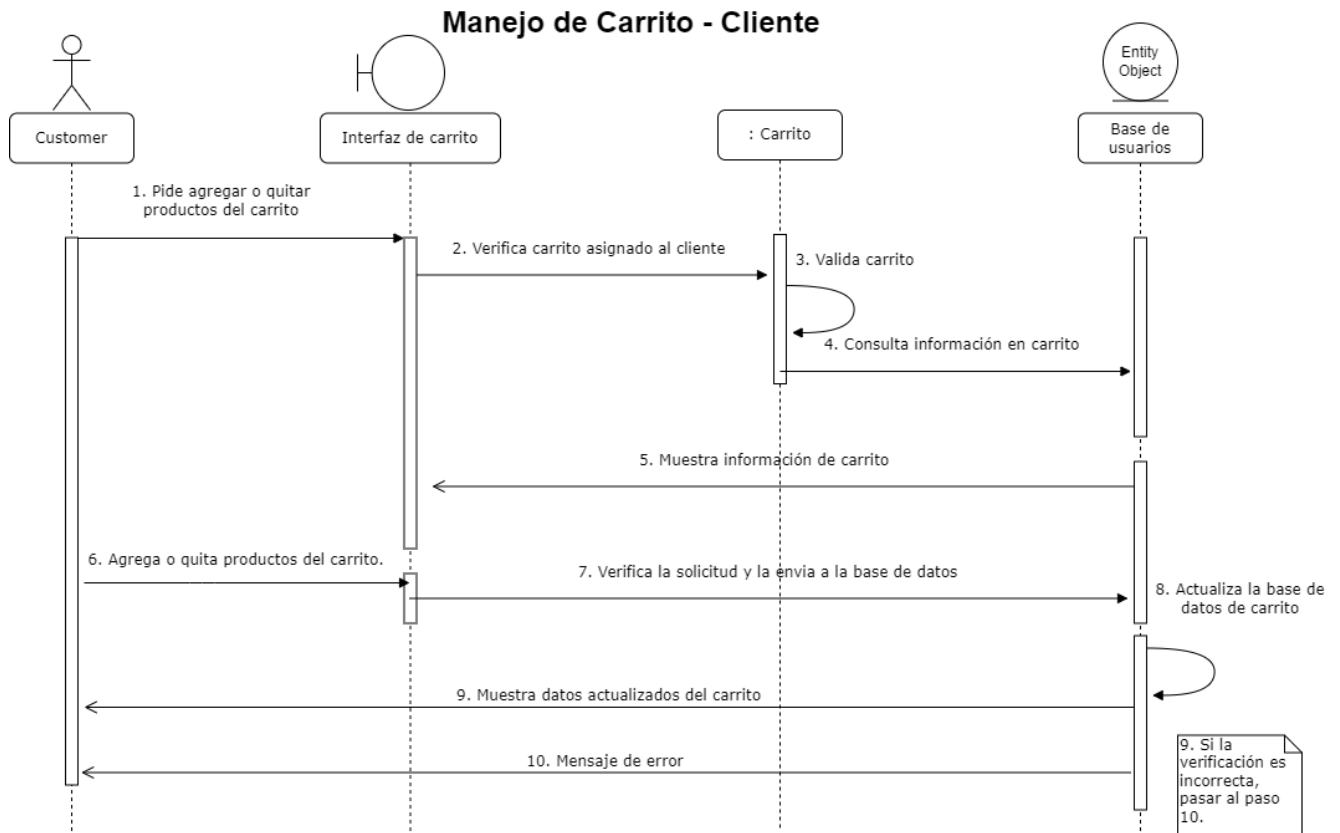 Manejo de Carrito - Cliente
Entity
Object
Customer
Interfaz de carrito
: Carrito
Base de
usuarios
1. Pide agregar o quitar
productos del carrito
2. Verifica carrito asignado al cliente
3. Valida carrito
4. Consulta información en carrito
5. Muestra información de carrito
6. Agrega o quita productos del carrito.
7. Verifica la solicitud y la envia a la base de datos
8. Actualiza la base de
datos de carrito
9. Muestra datos actualizados del carrito
9. Si la
verificación es
incorrecta,
pasar al paso
10.
10. Mensaje de error